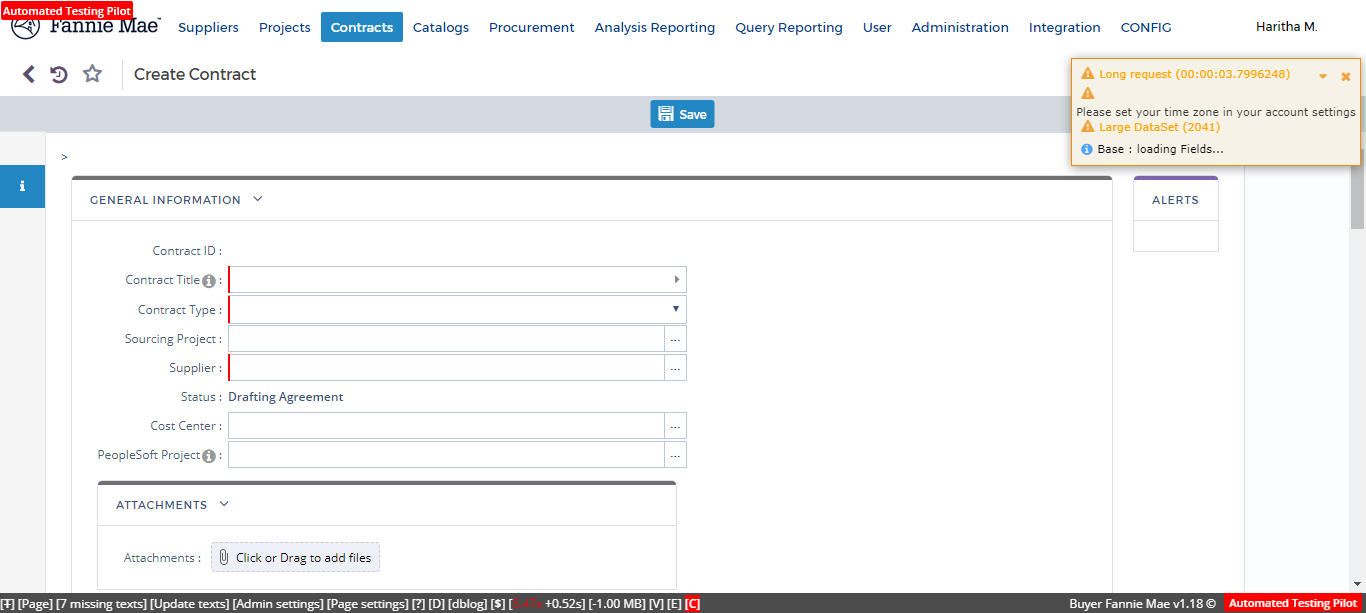 Automated Testing Pilot
Fannie Mae
Suppliers Projects Contracts Catalogs Procurement Analysis Reporting Query Reporting User Administration Integration CONFIG
Haritha M.
Create Contract
Long request (00:00:03.7996248)
Please set your time zone in your account settings
Large DataSet (2041)
Base : loading Fields...
Save
>
GENERAL INFORMATION
ALERTS
Contract ID :
Contract Title :
Contract Type :
Sourcing Project : ...
Supplier : ...
Status : Drafting Agreement
Cost Center : ...
PeopleSoft Project : ...
ATTACHMENTS
Attachments : Click or Drag to add files
[Page] [7 missing texts] [Update texts] [Admin settings] [Page settings] [?] [D] [dblog] [$] [ +0.52s] [-1.00 MB] [V] [E] [C]
Buyer Fannie Mae v1.18 © Automated Testing Pilot